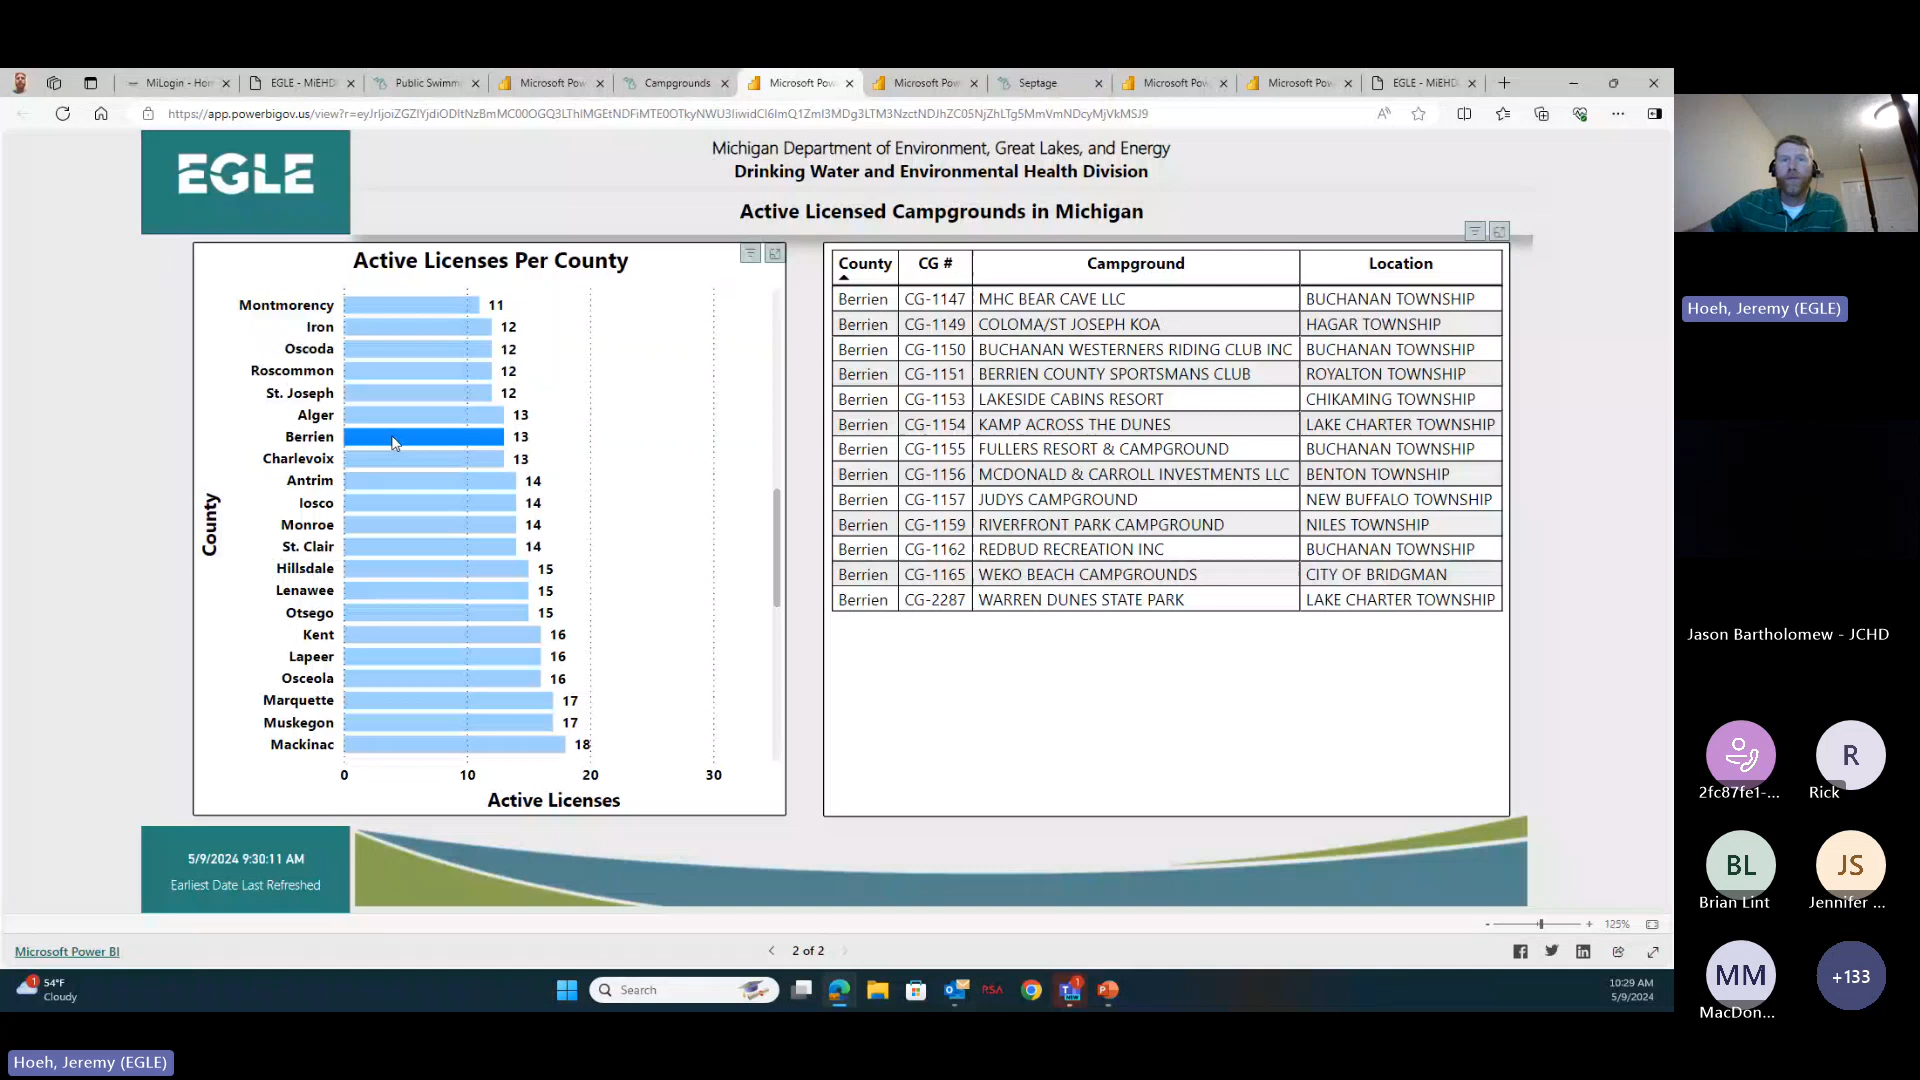 MiLogin - Hor
EGLE - MiEHD
Public Swimm
Microsoft Pow
Campgrounds
Microsoft Pow
Microsoft Pow
Septage
Microsoft Pow
Microsoft Pow
EGLE - MiEHD
EGLE
Michigan Department of Environment, Great Lakes, and Energy
Drinking Water and Environmental Health Division
Active Licensed Campgrounds in Michigan
Active Licenses Per County
County
Montmorency 11
Iron 12
Oscoda 12
Roscommon 12
St. Joseph 12
Alger 13
Berrien 13
Charlevoix 13
Antrim 14
Iosco 14
Monroe 14
St. Clair 14
Hillsdale 15
Lenawee 15
Otsego 15
Kent 16
Lapeer 16
Osceola 16
Marquette 17
Muskegon 17
Mackinac 18
0 10 20 30
Active Licenses
County CG # Campground Location
Berrien CG-1147 MHC BEAR CAVE LLC BUCHANAN TOWNSHIP
Berrien CG-1149 COLOMA/ST JOSEPH KOA HAGAR TOWNSHIP
Berrien CG-1150 BUCHANAN WESTERNERS RIDING CLUB INC BUCHANAN TOWNSHIP
Berrien CG-1151 BERRIEN COUNTY SPORTSMANS CLUB ROYALTON TOWNSHIP
Berrien CG-1153 LAKESIDE CABINS RESORT CHIKAMING TOWNSHIP
Berrien CG-1154 KAMP ACROSS THE DUNES LAKE CHARTER TOWNSHIP
Berrien CG-1155 FULLERS RESORT & CAMPGROUND BUCHANAN TOWNSHIP
Berrien CG-1156 MCDONALD & CARROLL INVESTMENTS LLC BENTON TOWNSHIP
Berrien CG-1157 JUDYS CAMPGROUND NEW BUFFALO TOWNSHIP
Berrien CG-1159 RIVERFRONT PARK CAMPGROUND NILES TOWNSHIP
Berrien CG-1162 REDBUD RECREATION INC BUCHANAN TOWNSHIP
Berrien CG-1165 WEKO BEACH CAMPGROUNDS CITY OF BRIDGMAN
Berrien CG-2287 WARREN DUNES STATE PARK LAKE CHARTER TOWNSHIP
5/9/2024 9:30:11 AM
Earliest Date Last Refreshed
- + 125%
Microsoft Power BI
2 of 2
1
54°F
Cloudy
Search
RSA
1
10:29 AM
5/9/2024
Hoeh, Jeremy (EGLE)
Jason Bartholomew - JCHD
2fc87fe1-...
R
Rick
BL
Brian Lint
JS
Jennifer ...
MM
MacDon...
+133
Hoeh, Jeremy (EGLE)